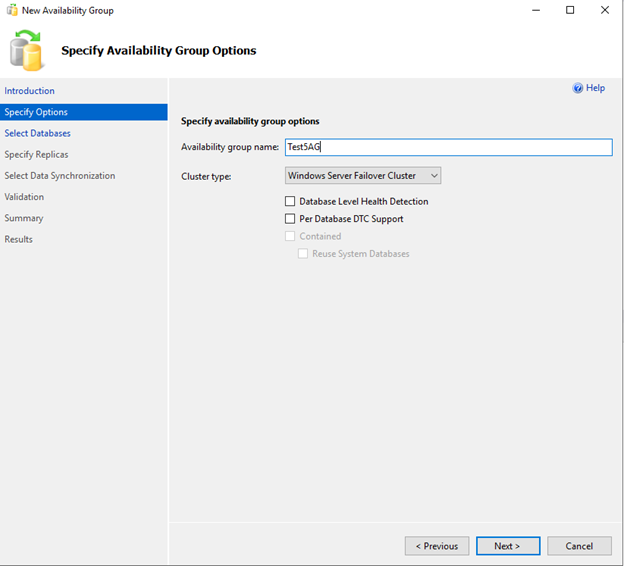 New Availability Group
Specify Availability Group Options
Introduction
Specify Options
Select Databases
Specify Replicas
Select Data Synchronization
Validation
Summary
Results
Help
Specify availability group options
Availability group name: Test5AG
Cluster type: Windows Server Failover Cluster
Database Level Health Detection
Per Database DTC Support
Contained
Reuse System Databases
< Previous Next > Cancel